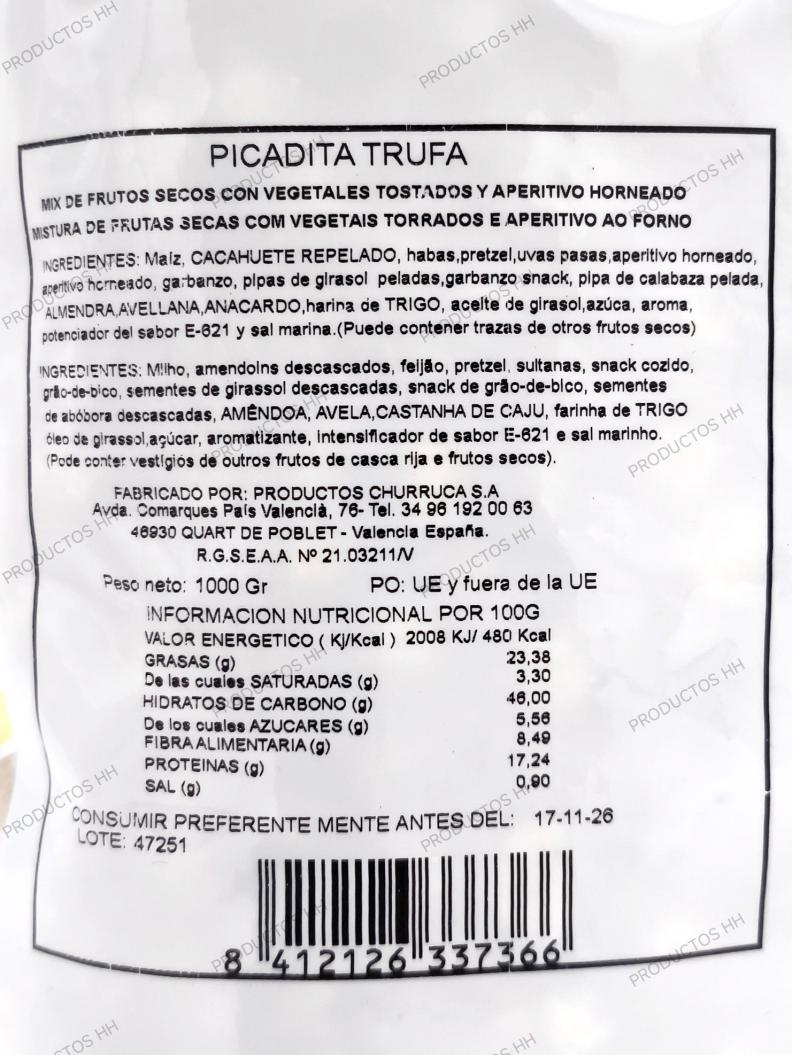 PICADITA TRUFA
MIX DE FRUTOS SECOS CON VEGETALES TOSTADOS Y APERITIVO HORNEADO
MISTURA DE FRUTAS SECAS COM VEGETAIS TORRADOS E APERITIVO AO FORNO
INGREDIENTES: Maíz, CACAHUETE REPELADO, habas,pretzel,uvas pasas,aperitivo horneado,
aperitivo horneado, garbanzo, pipas de girasol peladas,garbanzo snack, pipa de calabaza pelada,
ALMENDRA,AVELLANA,ANACARDO,harina de TRIGO, aceite de girasol,azúca, aroma,
potenciador del sabor E-621 y sal marina.(Puede contener trazas de otros frutos secos)
INGREDIENTES: Milho, amendoins descascados, feijão, pretzel, sultanas, snack cozido,
grão-de-bico, sementes de girassol descascadas, snack de grão-de-bico, sementes
de abóbora descascadas, AMÊNDOA, AVELA,CASTANHA DE CAJU, farinha de TRIGO
óleo de girassol,açúcar, aromatizante, intensificador de sabor E-621 e sal marinho.
(Pode conter vestígios de outros frutos de casca rija e frutos secos).
FABRICADO POR: PRODUCTOS CHURRUCA S.A
Avda. Comarques País Valencià, 76- Tel. 34 96 192 00 63
46930 QUART DE POBLET - Valencia España.
R.G.S.E.A.A. Nº 21.03211/V
Peso neto: 1000 Gr PO: UE y fuera de la UE
INFORMACION NUTRICIONAL POR 100G
VALOR ENERGETICO ( Kj/Kcal ) 2008 KJ/ 480 Kcal
GRASAS (g) 23,38
De las cuales SATURADAS (g) 3,30
HIDRATOS DE CARBONO (g) 46,00
De los cuales AZUCARES (g) 5,56
FIBRA ALIMENTARIA (g) 8,49
PROTEINAS (g) 17,24
SAL (g) 0,90
CONSUMIR PREFERENTE MENTE ANTES DEL: 17-11-26
LOTE: 47251
8 412126 337366
PRODUCTOS HH